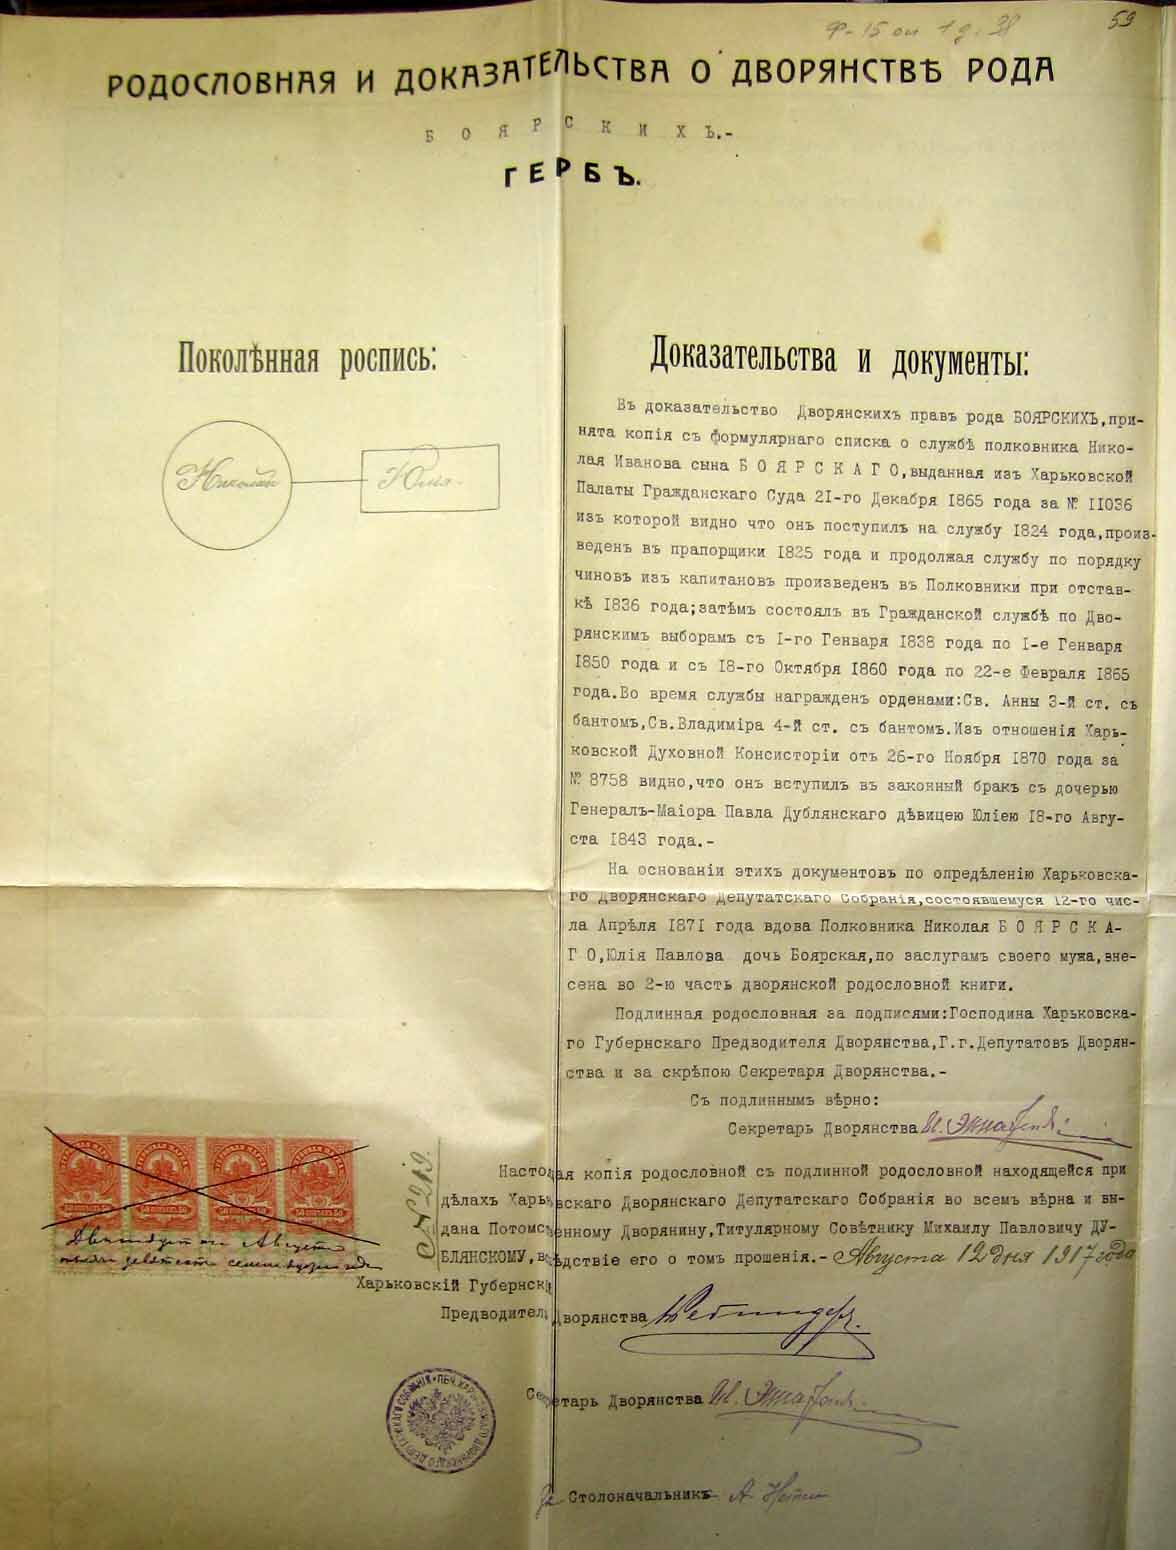 Ф-15 оп 1 д. 38
59
РОДОСЛОВНАЯ И ДОКАЗАТЕЛЬСТВА О ДВОРЯНСТВѢ РОДА
БОЯРСКИХЪ.-
ГЕРБЪ.
Поколѣнная роспись:
Николай
Юлія
Доказательства и документы:
Въ доказательство Дворянскихъ правъ рода БОЯРСКИХЪ,при-
нята копія съ формулярнаго списка о службѣ полковника Нико-
лая Иванова сына БОЯРСКАГО,выданная изъ Харьковской
Палаты Гражданскаго Суда 21-го Декабря 1865 года за № 11036
изъ которой видно что онъ поступилъ на службу 1824 года,произ-
веденъ въ прапорщики 1825 года и продолжая службу по порядку
чиновъ изъ капитановъ произведенъ въ Полковники при отстав-
кѣ 1836 года;затѣмъ состоялъ въ Гражданской службѣ по Дво-
рянскимъ выборамъ съ 1-го Генваря 1838 года по 1-е Генваря
1850 года и съ 18-го Октября 1860 года по 22-е Февраля 1865
года.Во время службы награжденъ орденами:Св. Анны 3-й ст. съ
бантомъ,Св.Владиміра 4-й ст. съ бантомъ.Изъ отношенія Харь-
ковской Духовной Консисторіи отъ 26-го Ноября 1870 года за
№ 8758 видно,что онъ вступилъ въ законный бракъ съ дочерью
Генералъ-Маіора Павла Дублянскаго дѣвицею Юліею 18-го Авгу-
ста 1843 года.-
На основаніи этихъ документовъ по опредѣленію Харьковска-
го Дворянскаго Депутатскаго Собранія,состоявшемуся 12-го чис-
ла Апрѣля 1871 года вдова Полковника Николая БОЯРСКА-
ГО,Юлія Павлова дочь Боярская,по заслугамъ своего мужа,вне-
сена во 2-ю часть дворянской родословной книги.
Подлинная родословная за подписями:Господина Харьковска-
го Губернскаго Предводителя Дворянства,Г.г.Депутатовъ Дворян-
ства и за скрѣпою Секретаря Дворянства.-
Съ подлиннымъ вѣрно:
Секретарь Дворянства
№ 219.
Настоящая копія родословной съ подлинной родословной находящейся при
дѣлахъ Харьковскаго Дворянскаго Депутатскаго Собранія во всемъ вѣрна и вы-
дана Потомственному Дворянину,Титулярному Совѣтнику Михаилу Павловичу ДУ-
БЛЯНСКОМУ,вслѣдствіе его о томъ прошенія.- Августа 12 дня 1917 года
Двѣнадцатого Августа
тысяча девятьсотъ семнадцатаго года
Харьковскій Губернскій
Предводитель Дворянства
Секретарь Дворянства
Столоначальникъ